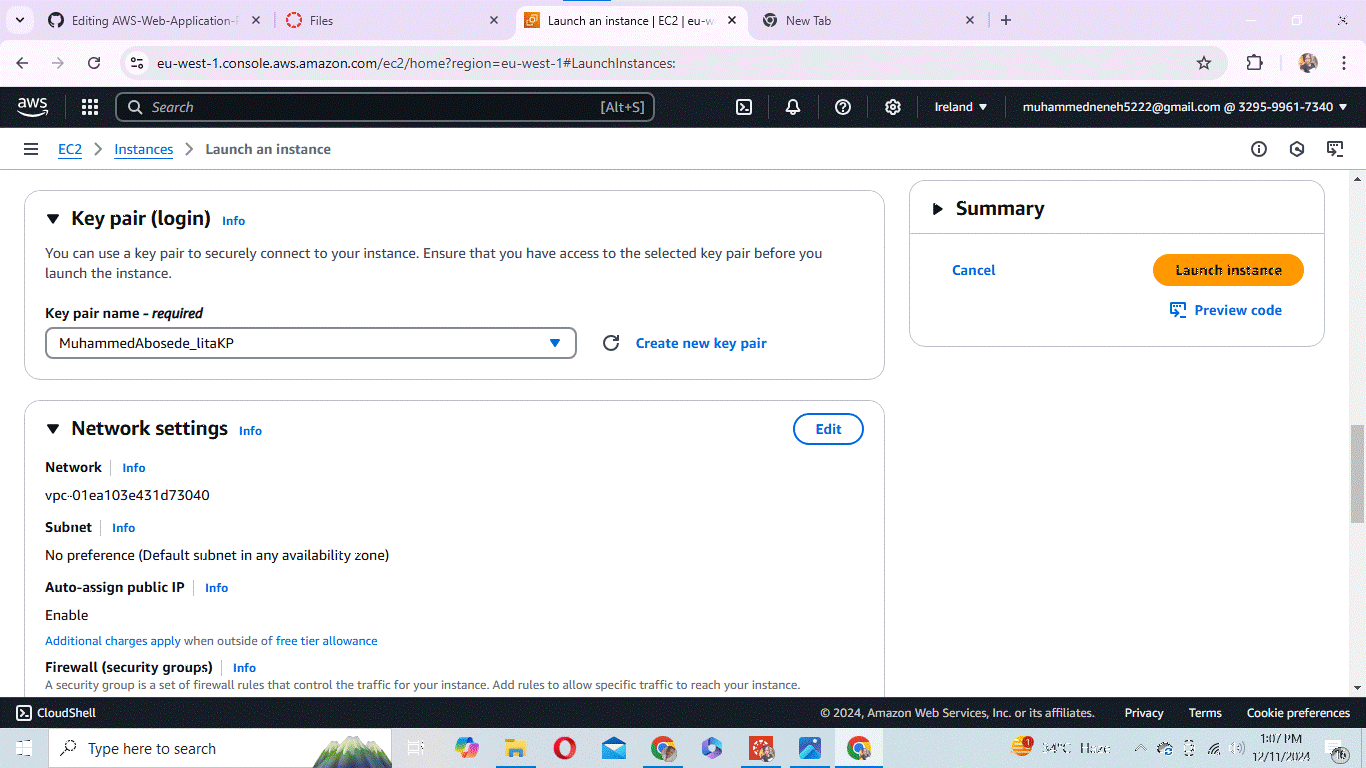 Editing AWS-Web-Application-
Files
Launch an instance | EC2 | eu-w
New Tab
eu-west-1.console.aws.amazon.com/ec2/home?region=eu-west-1#LaunchInstances:
aws
Search
[Alt+S]
Ireland
muhammedneneh5222@gmail.com @ 3295-9961-7340
EC2
Instances
Launch an instance
Key pair (login) Info
You can use a key pair to securely connect to your instance. Ensure that you have access to the selected key pair before you
launch the instance.
Key pair name - required
MuhammedAbosede_litaKP
Create new key pair
Network settings Info
Edit
Network Info
vpc-01ea103e431d73040
Subnet Info
No preference (Default subnet in any availability zone)
Auto-assign public IP Info
Enable
Additional charges apply when outside of free tier allowance
Firewall (security groups) Info
A security group is a set of firewall rules that control the traffic for your instance. Add rules to allow specific traffic to reach your instance.
Summary
Cancel
Launch instance
Preview code
CloudShell
© 2024, Amazon Web Services, Inc. or its affiliates.
Privacy
Terms
Cookie preferences
Type here to search
34°C Haze
1:07 PM
12/11/2024